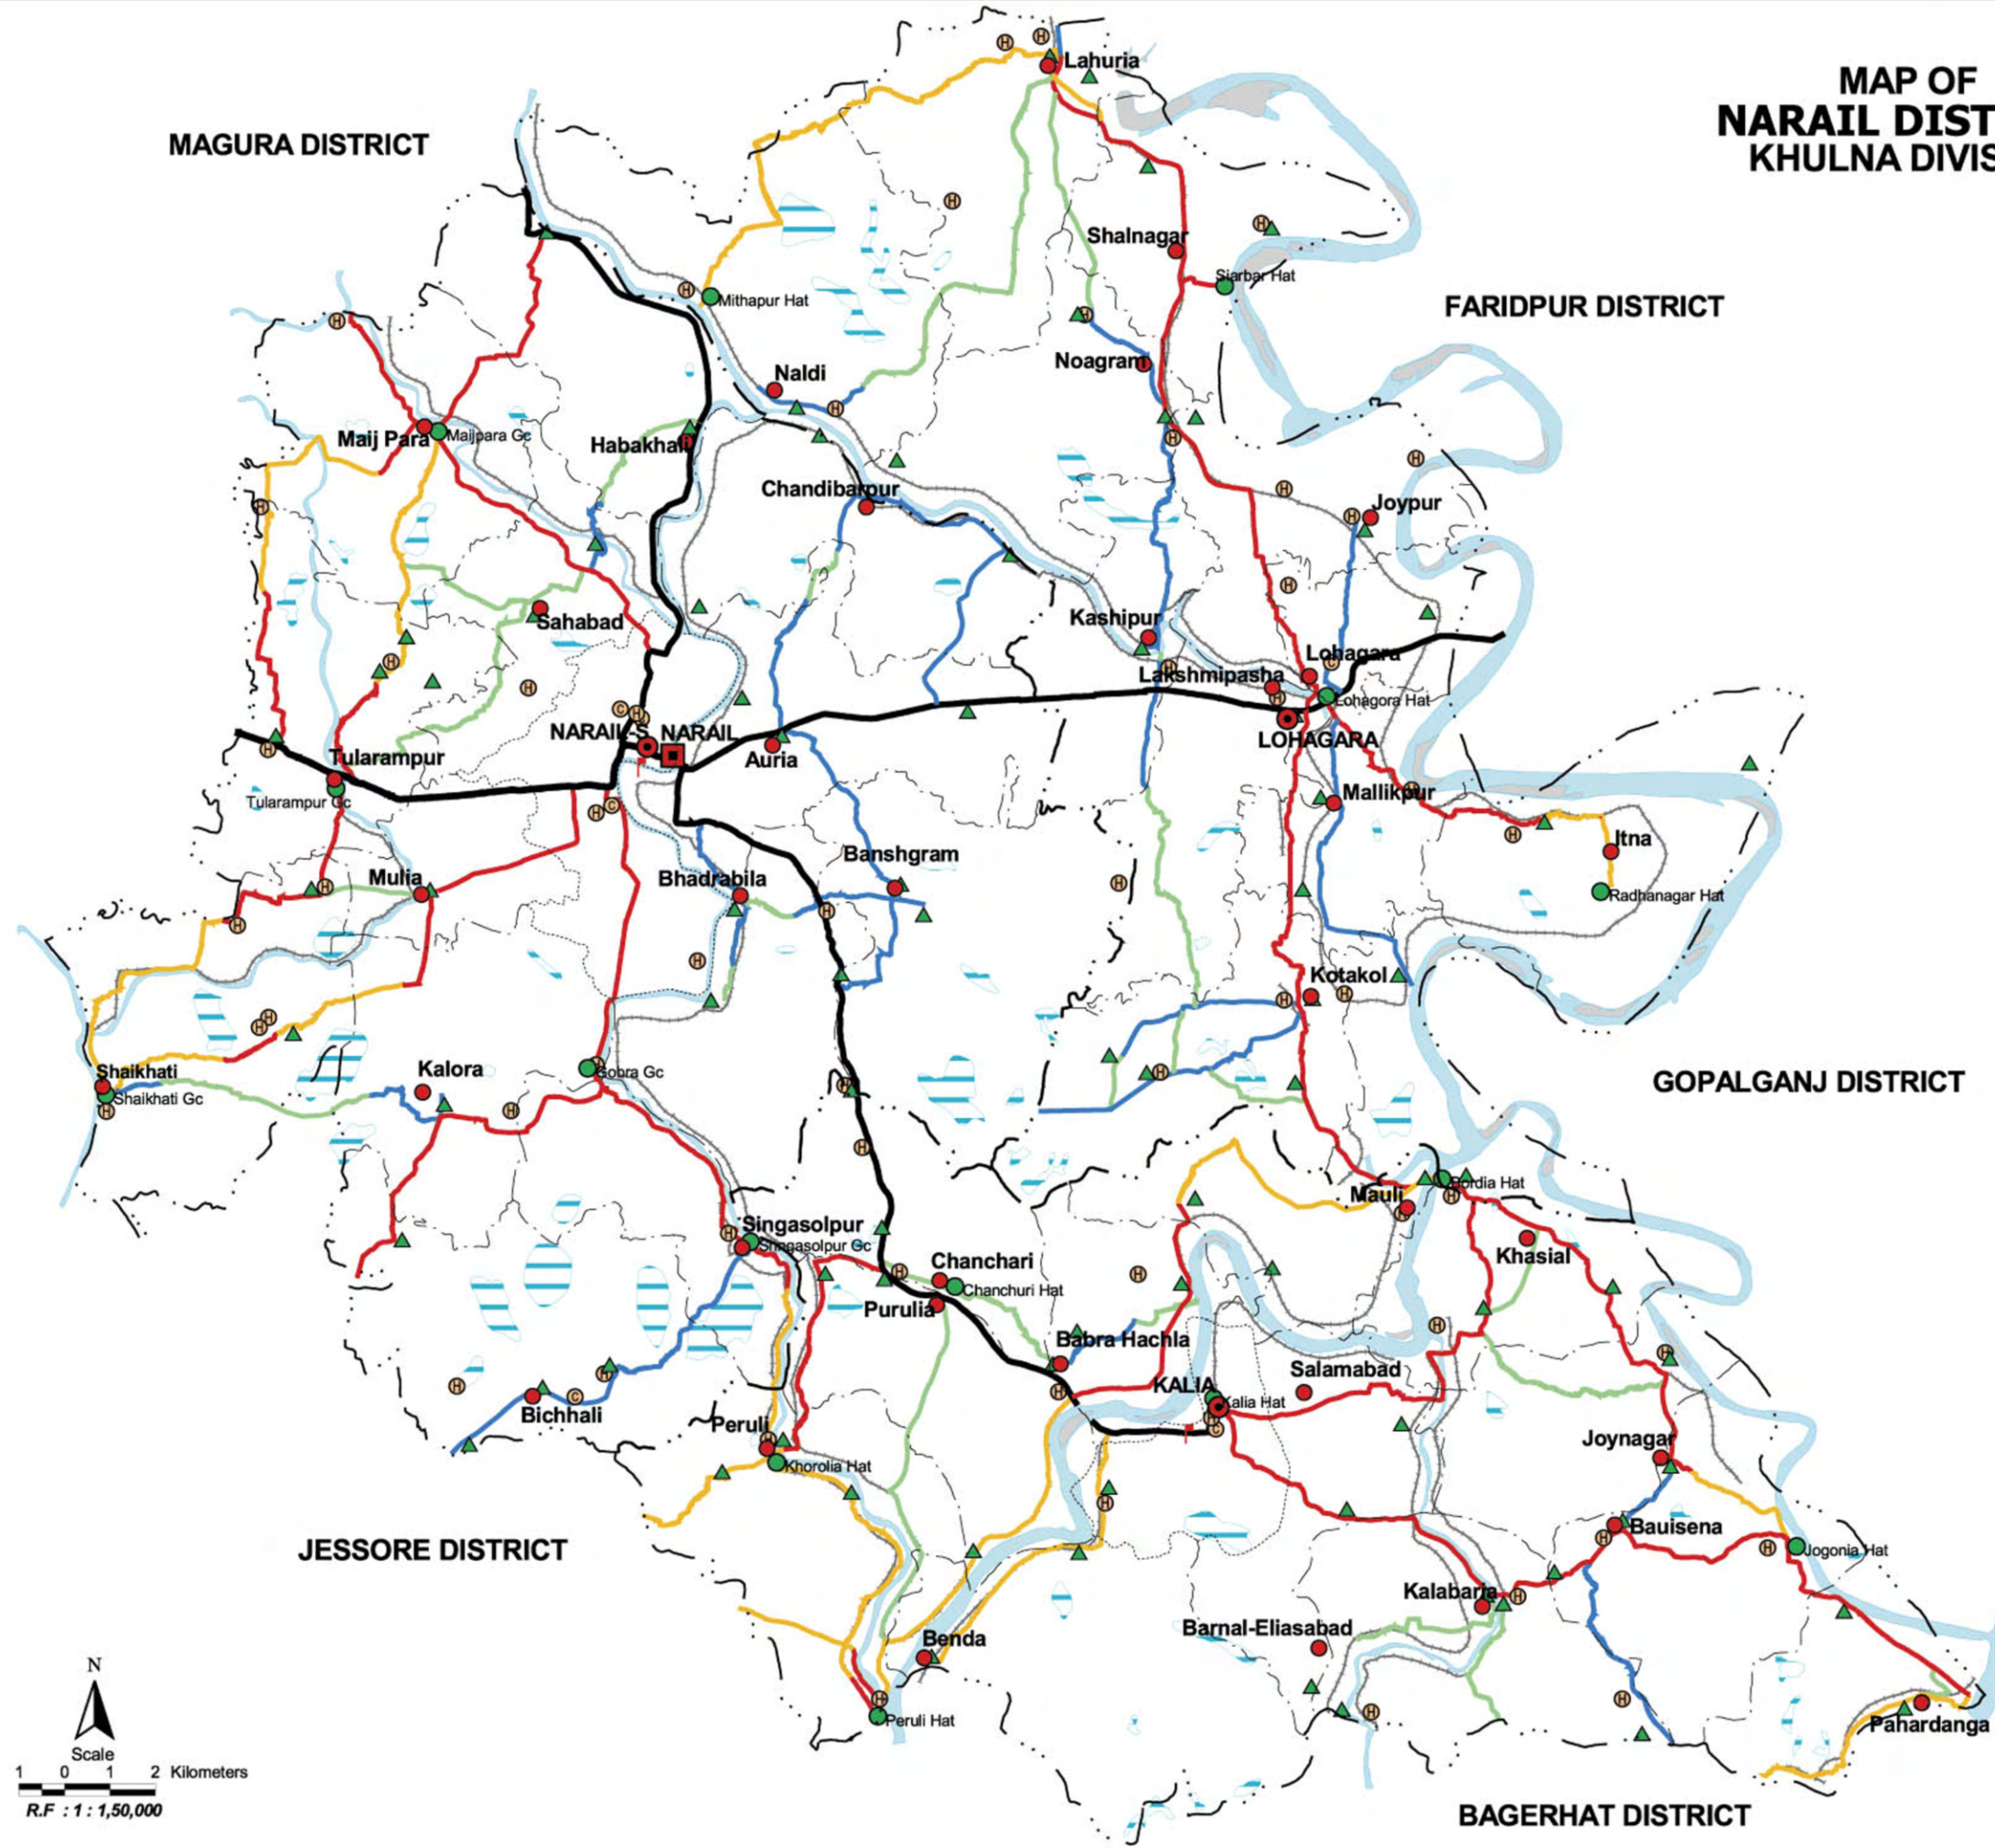 MAP OF
NARAIL DIST
KHULNA DIVIS
MAGURA DISTRICT
Lahuria
Shalnagar
Siarbar Hat
Mithapur Hat
FARIDPUR DISTRICT
Noagram
Naldi
Maij Para
Maijpara Gc
Habakhali
Chandibarpur
Joypur
Sahabad
Kashipur
Lohagara
Lakshmipasha
Lohagora Hat
NARAIL-S
NARAIL
LOHAGARA
Auria
Tularampur
Tularampur Gc
Mallikpur
Itna
Banshgram
Mulia
Bhadrabila
Radhanagar Hat
Kotakol
Shaikhati
Shaikhati Gc
Kalora
Gobra Gc
GOPALGANJ DISTRICT
Mauli
Bordia Hat
Singasolpur
Singasolpur Gc
Khasial
Chanchari
Chanchuri Hat
Purulia
Babra Hachla
Salamabad
KALIA
Kalia Hat
Bichhali
Peruli
Khorolia Hat
Joynagar
JESSORE DISTRICT
Bauisena
Jogonia Hat
Kalabaria
Barnal-Eliasabad
Benda
Peruli Hat
Pahardanga
N
Scale
1 0 1 2 Kilometers
R.F : 1 : 1,50,000
BAGERHAT DISTRICT